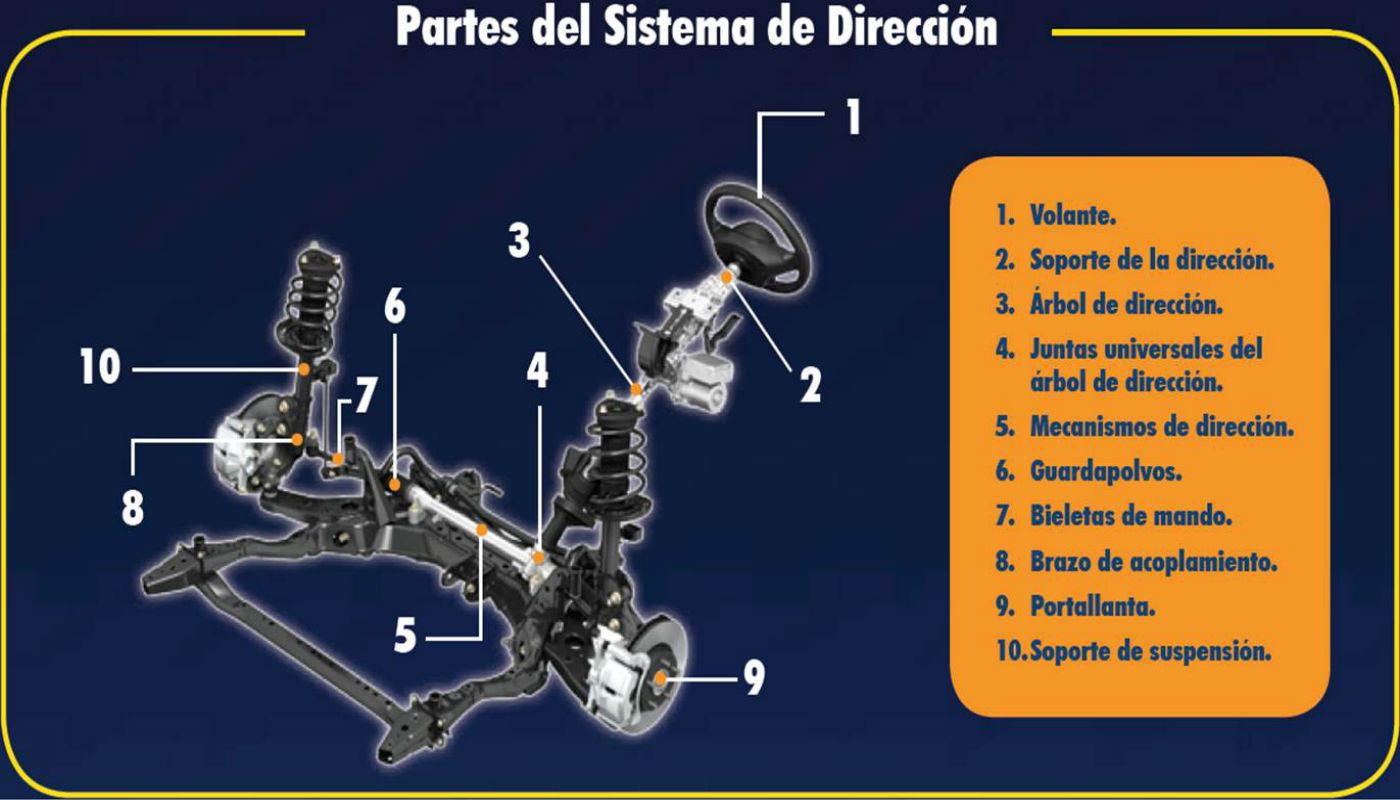 Partes del Sistema de Dirección
1
3
6
10
4
2
7
8
5
9
1. Volante.
2. Soporte de la dirección.
3. Árbol de dirección.
4. Juntas universales del
árbol de dirección.
5. Mecanismos de dirección.
6. Guardapolvos.
7. Bieletas de mando.
8. Brazo de acoplamiento.
9. Portallanta.
10. Soporte de suspensión.